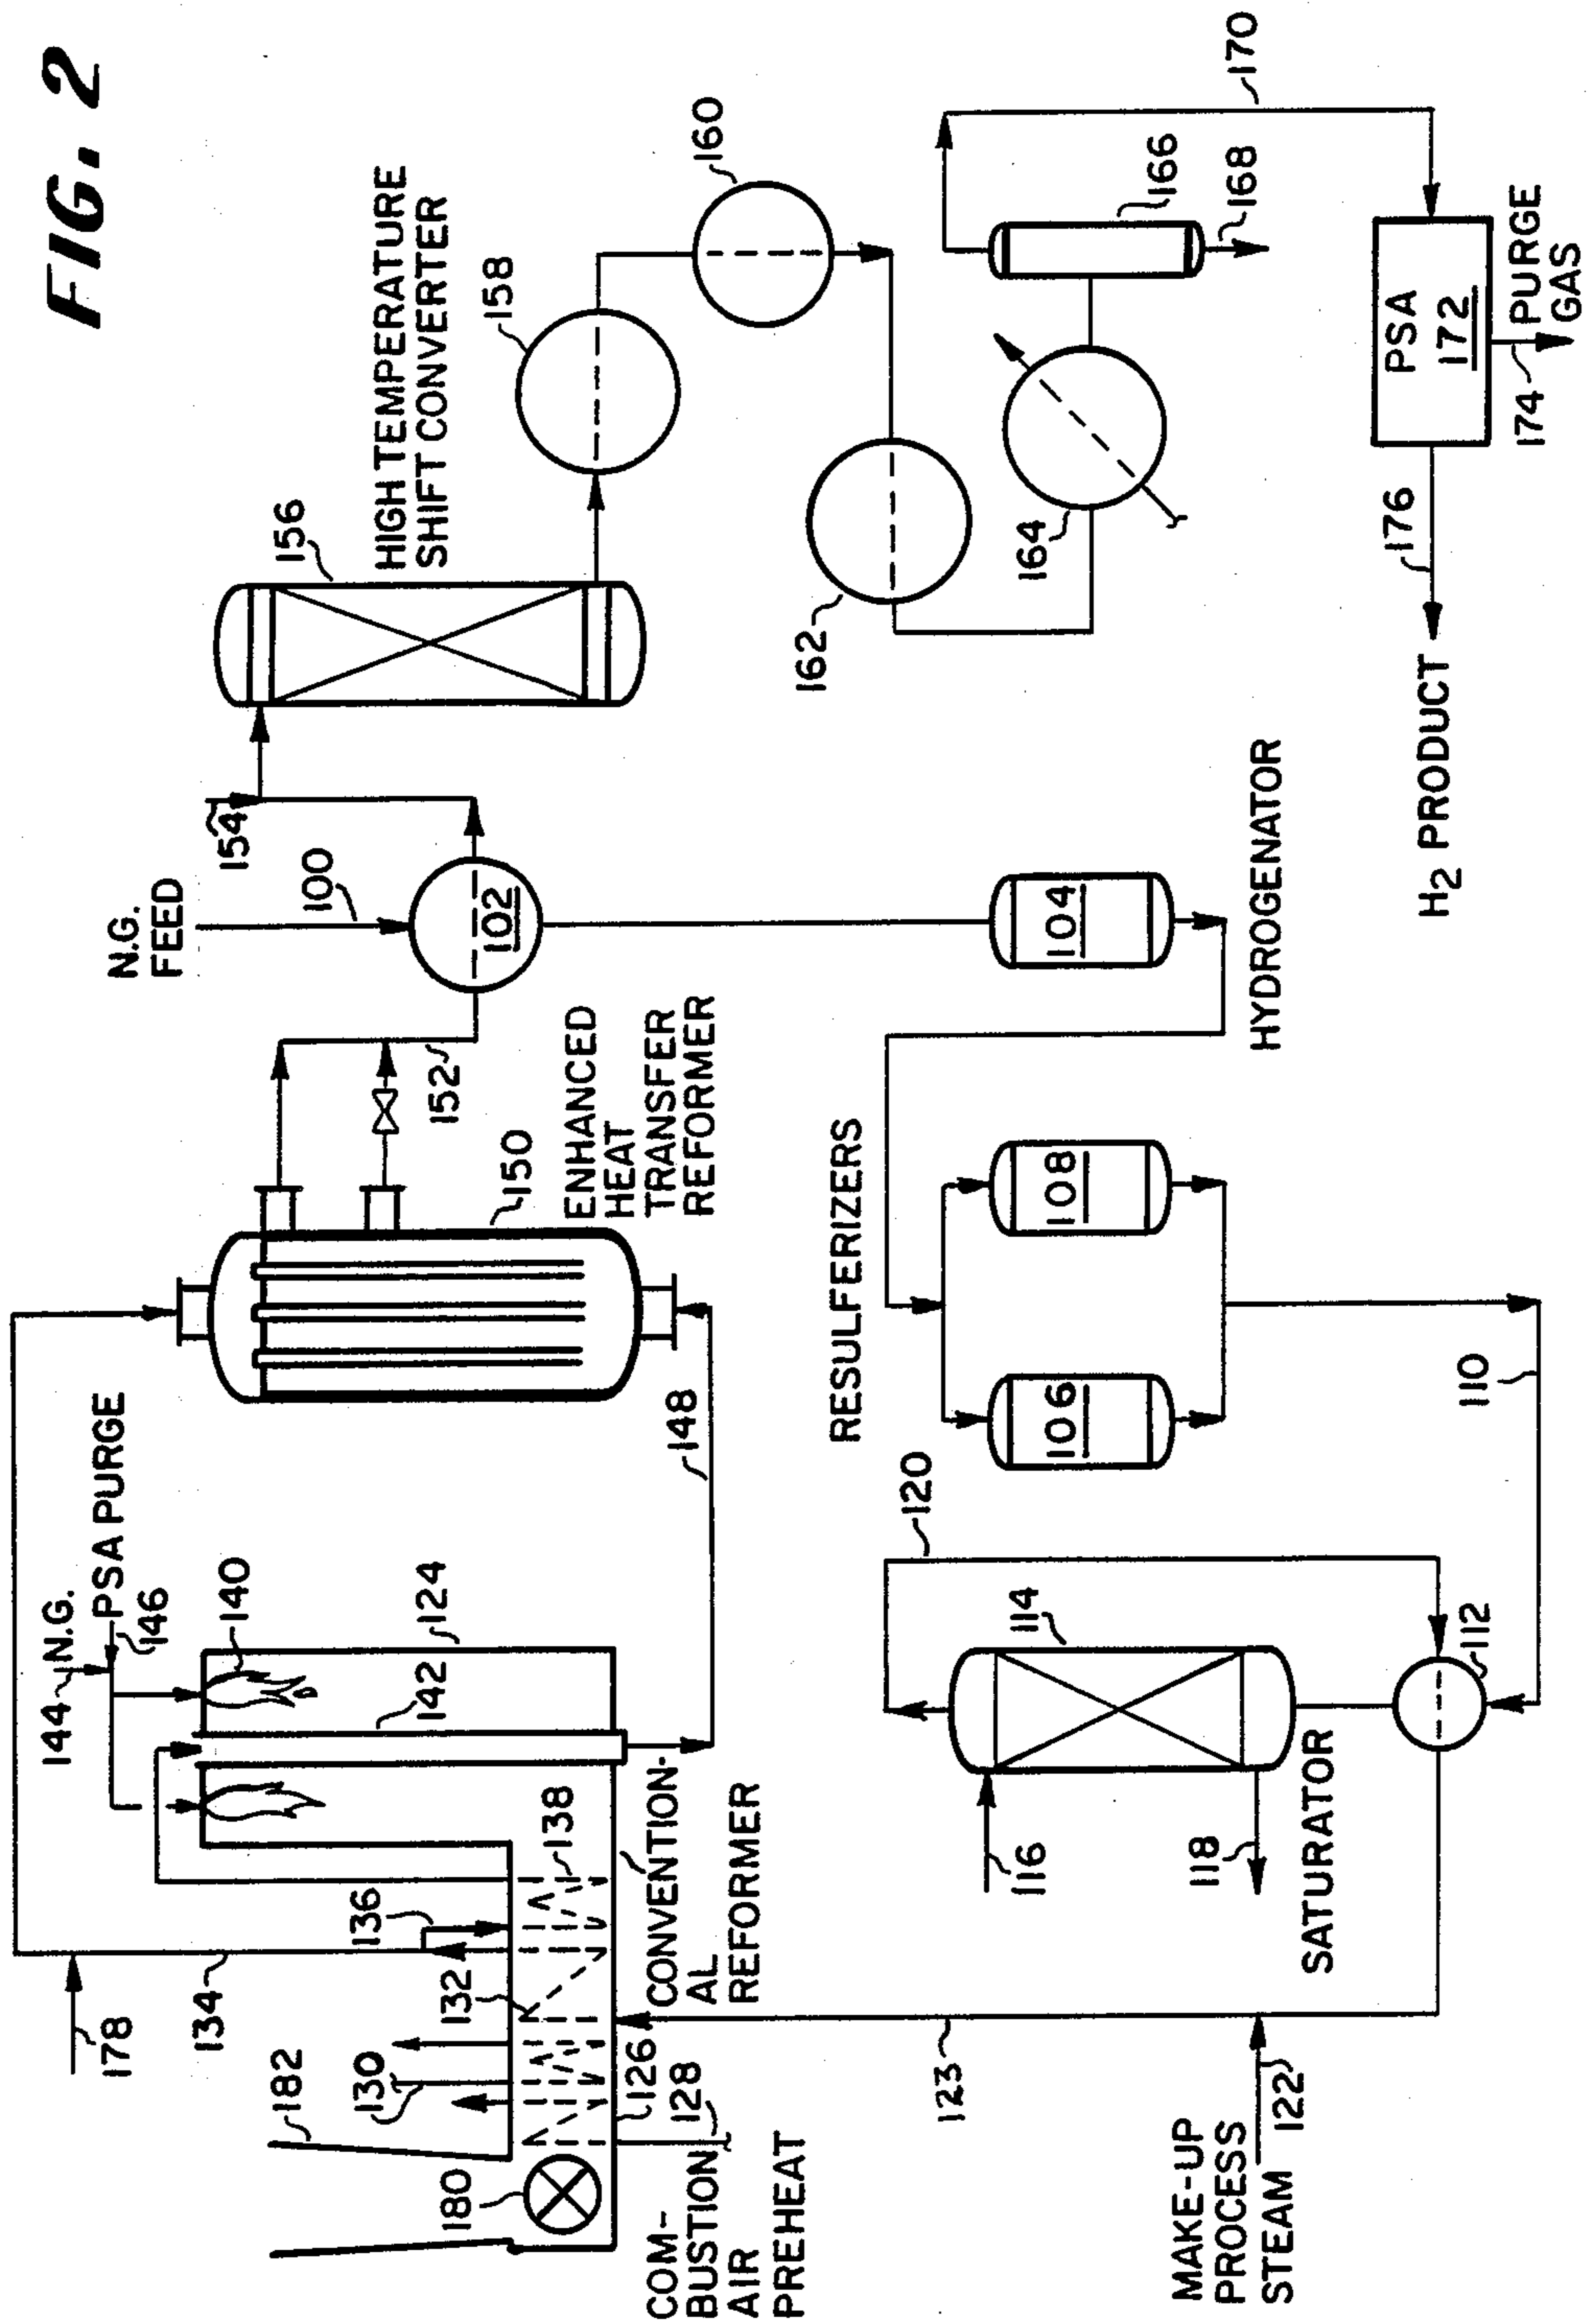 FIG. 2
178
134
182
130
132
136
138
180
126
128
COM-
BUSTION
AIR
PREHEAT
CONVENTION-
AL
REFORMER
144
N.G.
PSA PURGE
146
140
124
142
148
150
ENHANCED
HEAT
TRANSFER
REFORMER
152
N.G.
FEED
100
102
154
156
HIGH TEMPERATURE
SHIFT CONVERTER
158
160
162
164
166
168
170
PSA
172
PURGE
GAS
174
176
H2 PRODUCT
HYDROGENATOR
104
RESULFERIZERS
108
106
110
120
114
112
116
118
SATURATOR
123
MAKE-UP
PROCESS
STEAM
122